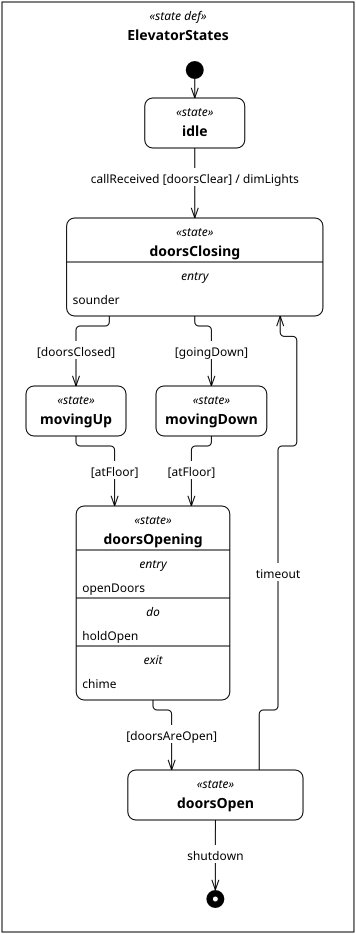 «state def»
ElevatorStates
«state»
idle
callReceived [doorsClear] / dimLights
«state»
doorsClosing
entry
sounder
[doorsClosed]
[goingDown]
«state»
movingUp
«state»
movingDown
[atFloor]
[atFloor]
«state»
doorsOpening
entry
openDoors
do
holdOpen
exit
chime
timeout
[doorsAreOpen]
«state»
doorsOpen
shutdown